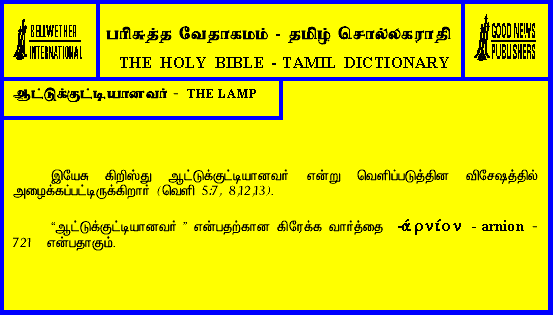 BELLWETHER
INTERNATIONAL
பரிசுத்த வேதாகமம் - தமிழ் சொல்லகராதி
THE HOLY BIBLE - TAMIL DICTIONARY
GOOD NEWS
PUBLISHERS
ஆட்டுக்குட்டியானவர் - THE LAMP
இயேசு கிறிஸ்து ஆட்டுக்குட்டியானவர் என்று வெளிப்படுத்தின விசேஷத்தில்
அழைக்கப்பட்டிருக்கிறார் (வெளி 5:7, 8,12,13).
“ஆட்டுக்குட்டியானவர் ” என்பதற்கான கிரேக்க வார்த்தை -άρνίον - arnion -
721 என்பதாகும்.